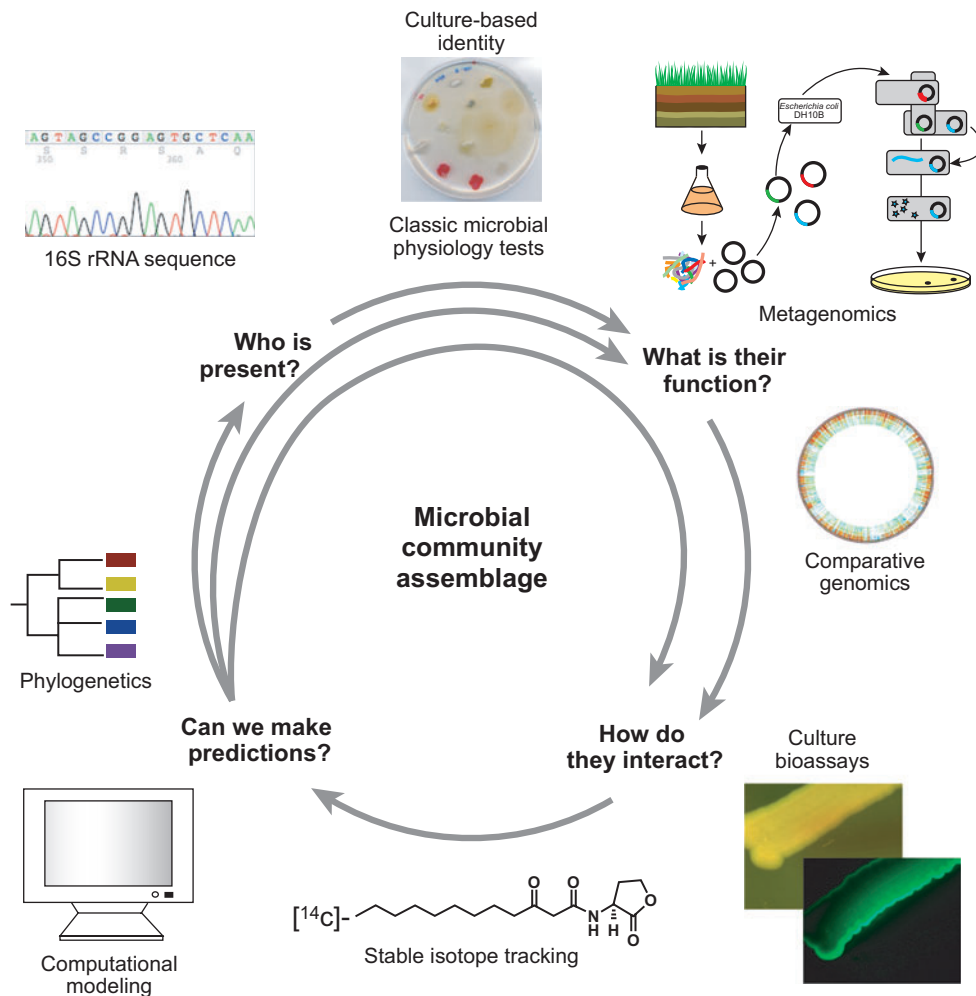 Culture-based
identity
Classic microbial
physiology tests
AGTAGCCGGAGTGCTCAA
S S R S A Q
350 360
16S rRNA sequence
Escherichia coli
DH10B
+
Metagenomics
Who is
present?
What is their
function?
Comparative
genomics
Microbial
community
assemblage
Phylogenetics
Can we make
predictions?
How do
they interact?
Culture
bioassays
Computational
modeling
[14C]-
O O
N
H
H
O
O
Stable isotope tracking